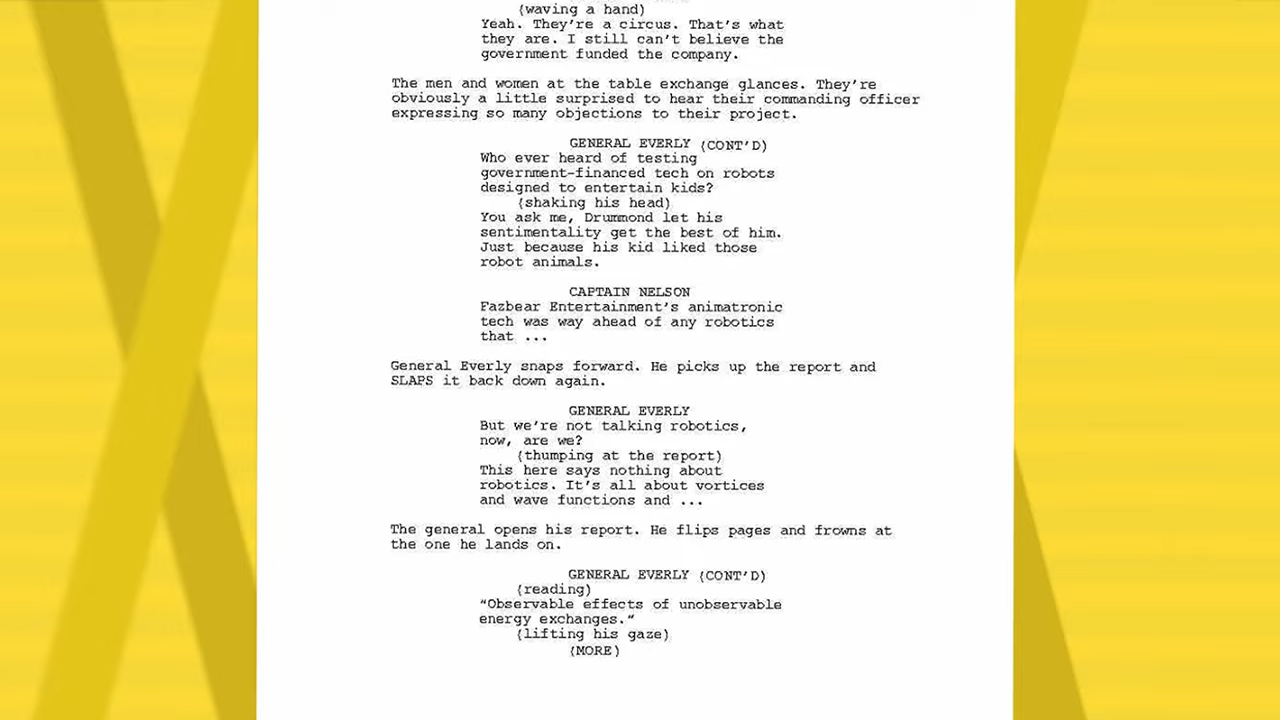 (waving a hand)
Yeah. They're a circus. That's what
they are. I still can't believe the
government funded the company.
The men and women at the table exchange glances. They're
obviously a little surprised to hear their commanding officer
expressing so many objections to their project.
GENERAL EVERLY (CONT'D)
Who ever heard of testing
government-financed tech on robots
designed to entertain kids?
(shaking his head)
You ask me, Drummond let his
sentimentality get the best of him.
Just because his kid liked those
robot animals.
CAPTAIN NELSON
Fazbear Entertainment's animatronic
tech was way ahead of any robotics
that ...
General Everly snaps forward. He picks up the report and
SLAPS it back down again.
GENERAL EVERLY
But we're not talking robotics,
now, are we?
(thumping at the report)
This here says nothing about
robotics. It's all about vortices
and wave functions and ...
The general opens his report. He flips pages and frowns at
the one he lands on.
GENERAL EVERLY (CONT'D)
(reading)
"Observable effects of unobservable
energy exchanges."
(lifting his gaze)
(MORE)